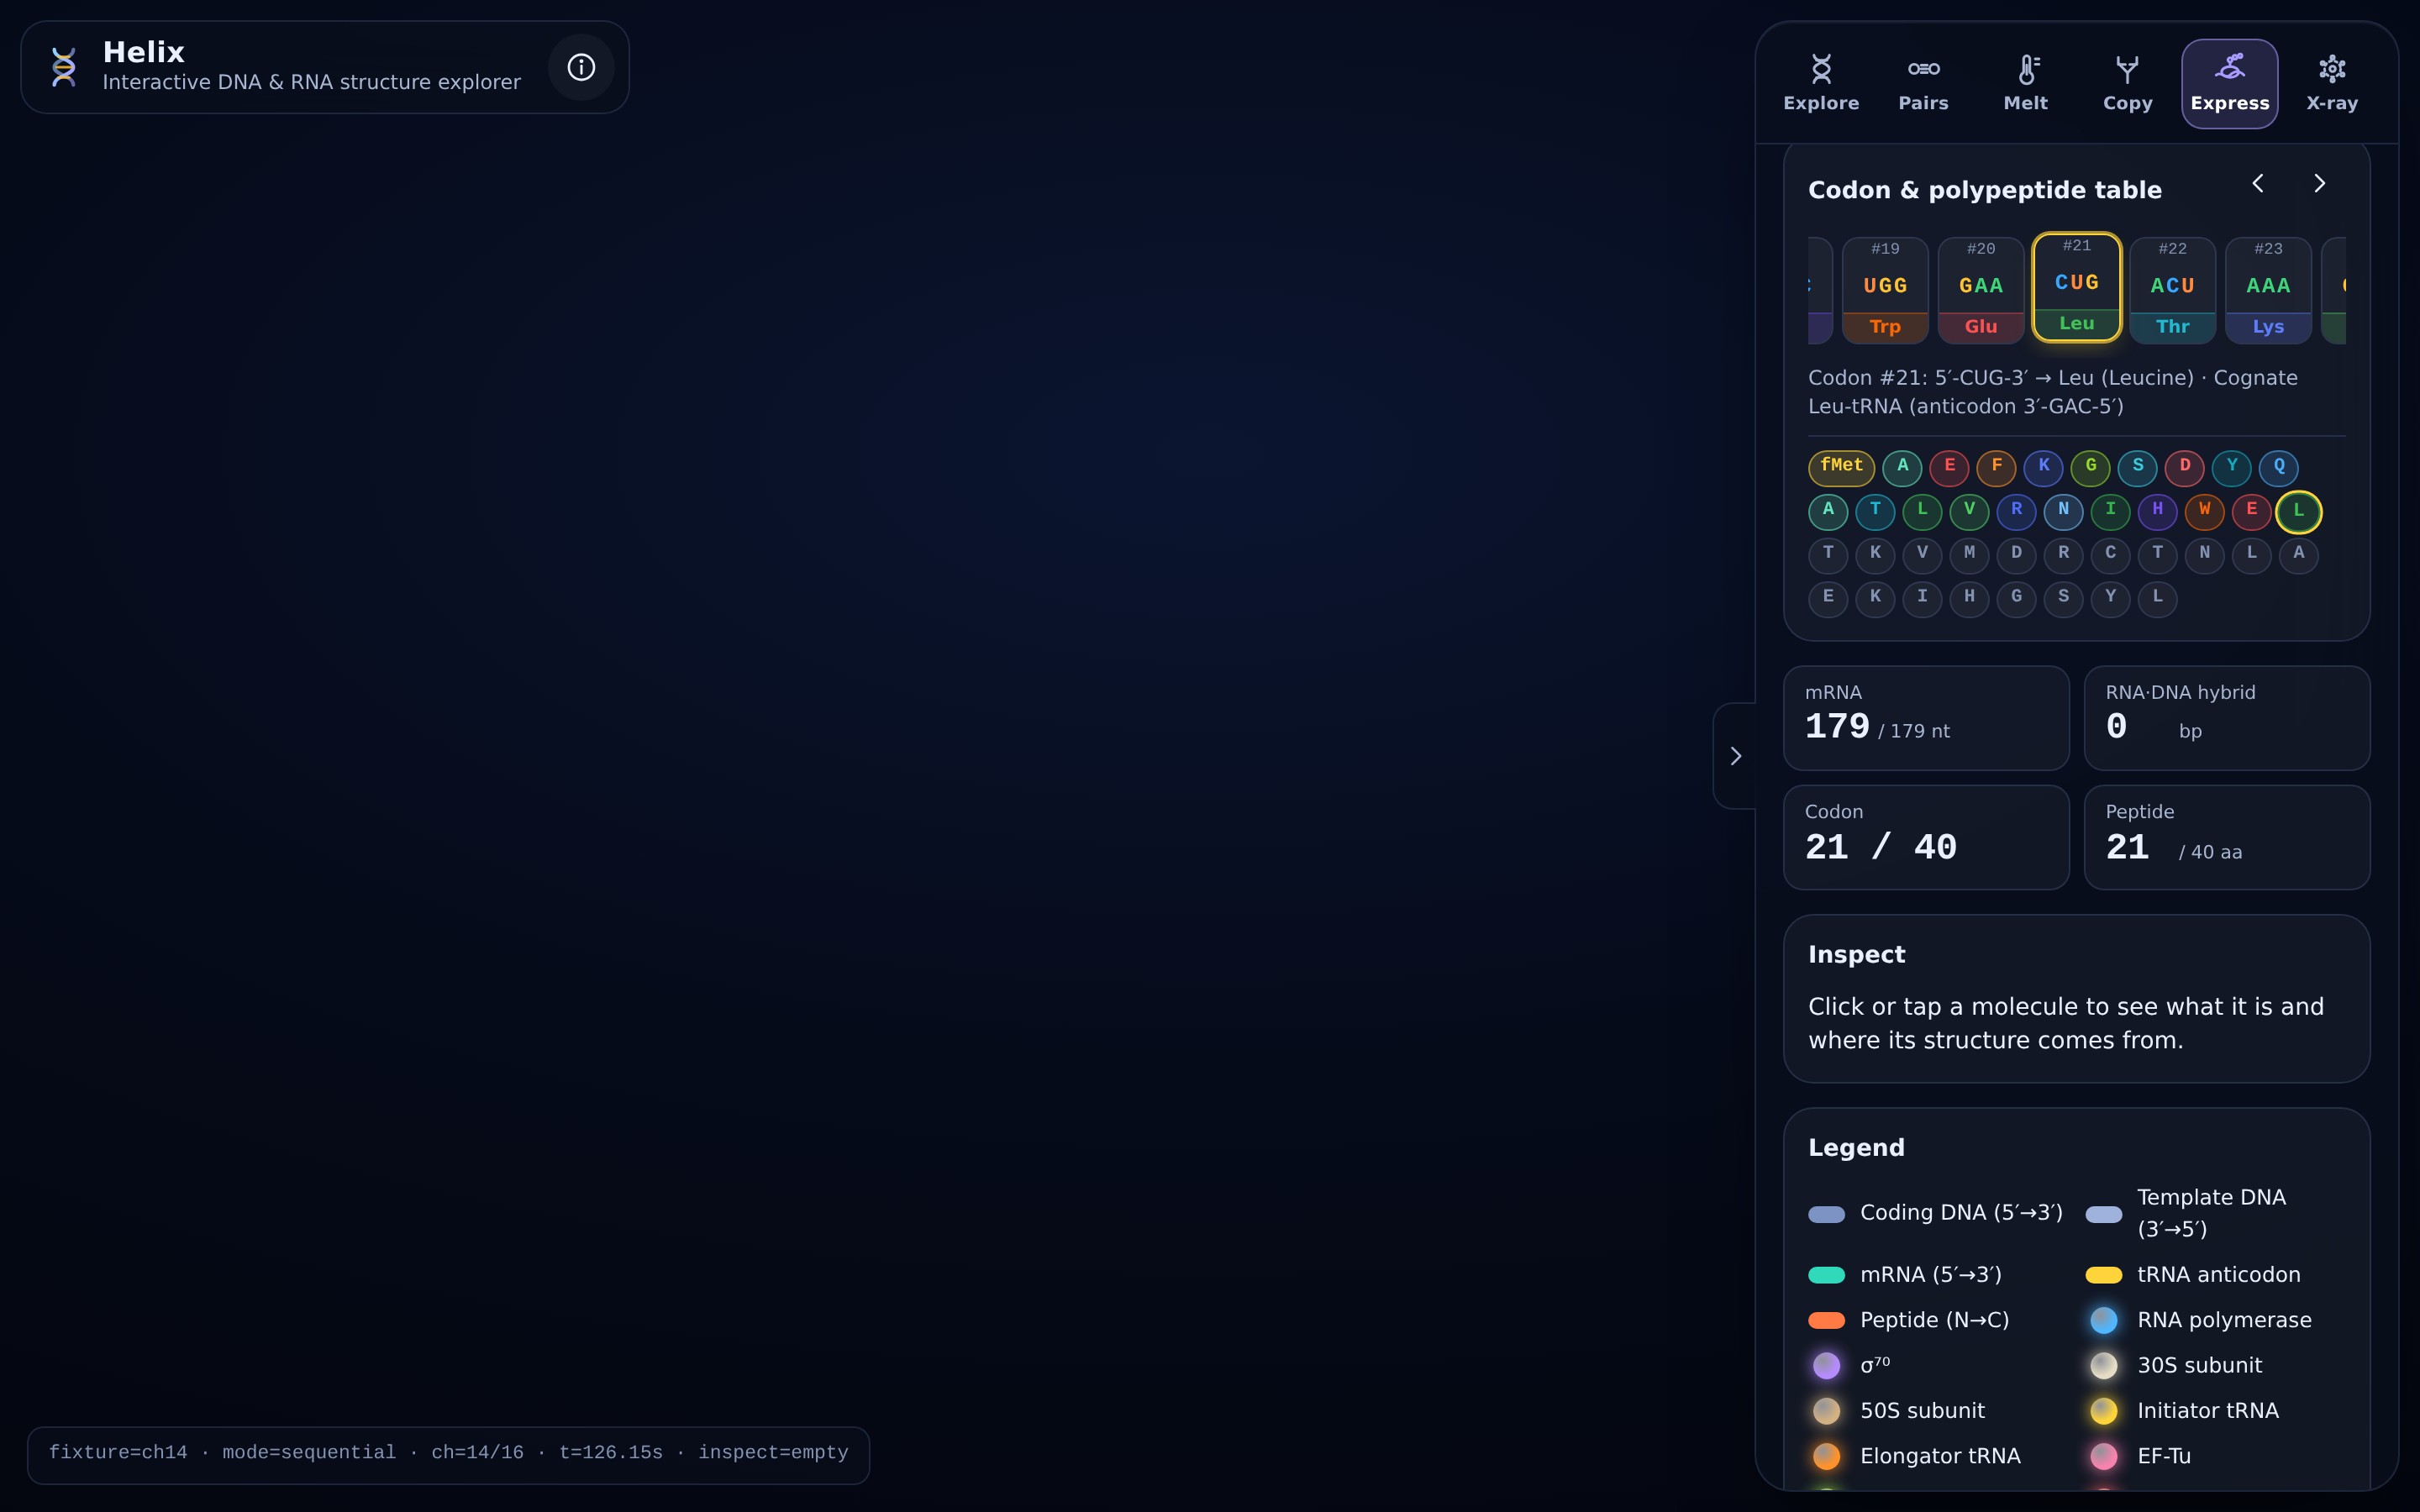 Helix
Interactive DNA & RNA structure explorer
Explore
Pairs
Melt
Copy
Express
X-ray
Codon & polypeptide table
#19
#20
#21
#22
#23
UGG
GAA
CUG
ACU
AAA
Trp
Glu
Leu
Thr
Lys
Codon #21: 5′-CUG-3′ → Leu (Leucine) · Cognate
Leu-tRNA (anticodon 3′-GAC-5′)
fMet A E F K G S D Y Q
A T L V R N I H W E L
T K V M D R C T N L A
E K I H G S Y L
mRNA
179 / 179 nt
RNA·DNA hybrid
0 bp
Codon
21 / 40
Peptide
21 / 40 aa
Inspect
Click or tap a molecule to see what it is and
where its structure comes from.
Legend
Coding DNA (5′→3′)
Template DNA
(3′→5′)
mRNA (5′→3′)
tRNA anticodon
Peptide (N→C)
RNA polymerase
σ⁷⁰
30S subunit
50S subunit
Initiator tRNA
Elongator tRNA
EF-Tu
fixture=ch14 · mode=sequential · ch=14/16 · t=126.15s · inspect=empty